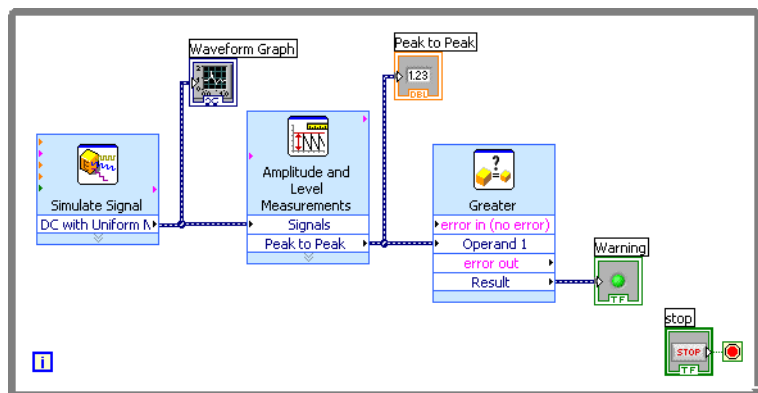 Waveform Graph
Peak to Peak
1.23
DBL
Simulate Signal
DC with Uniform N
Amplitude and
Level
Measurements
Signals
Peak to Peak
?
Greater
error in (no error)
Operand 1
error out
Result
Warning
TF
stop
STOP
TF
i